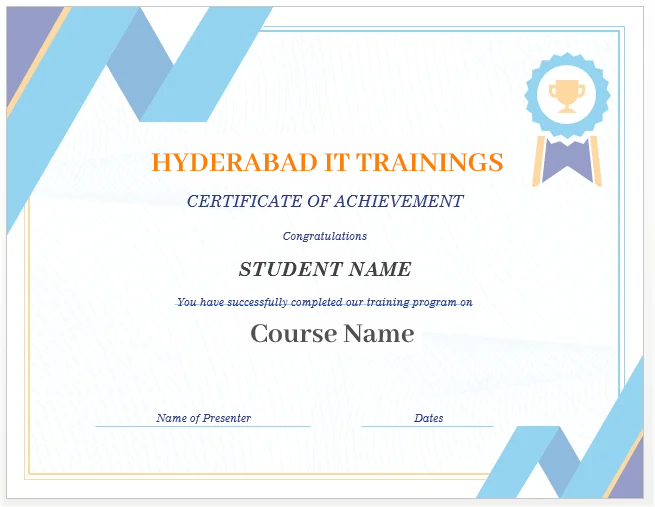 HYDERABAD IT TRAININGS
CERTIFICATE OF ACHIEVEMENT
Congratulations
STUDENT NAME
You have successfully completed our training program on
Course Name
Name of Presenter Dates